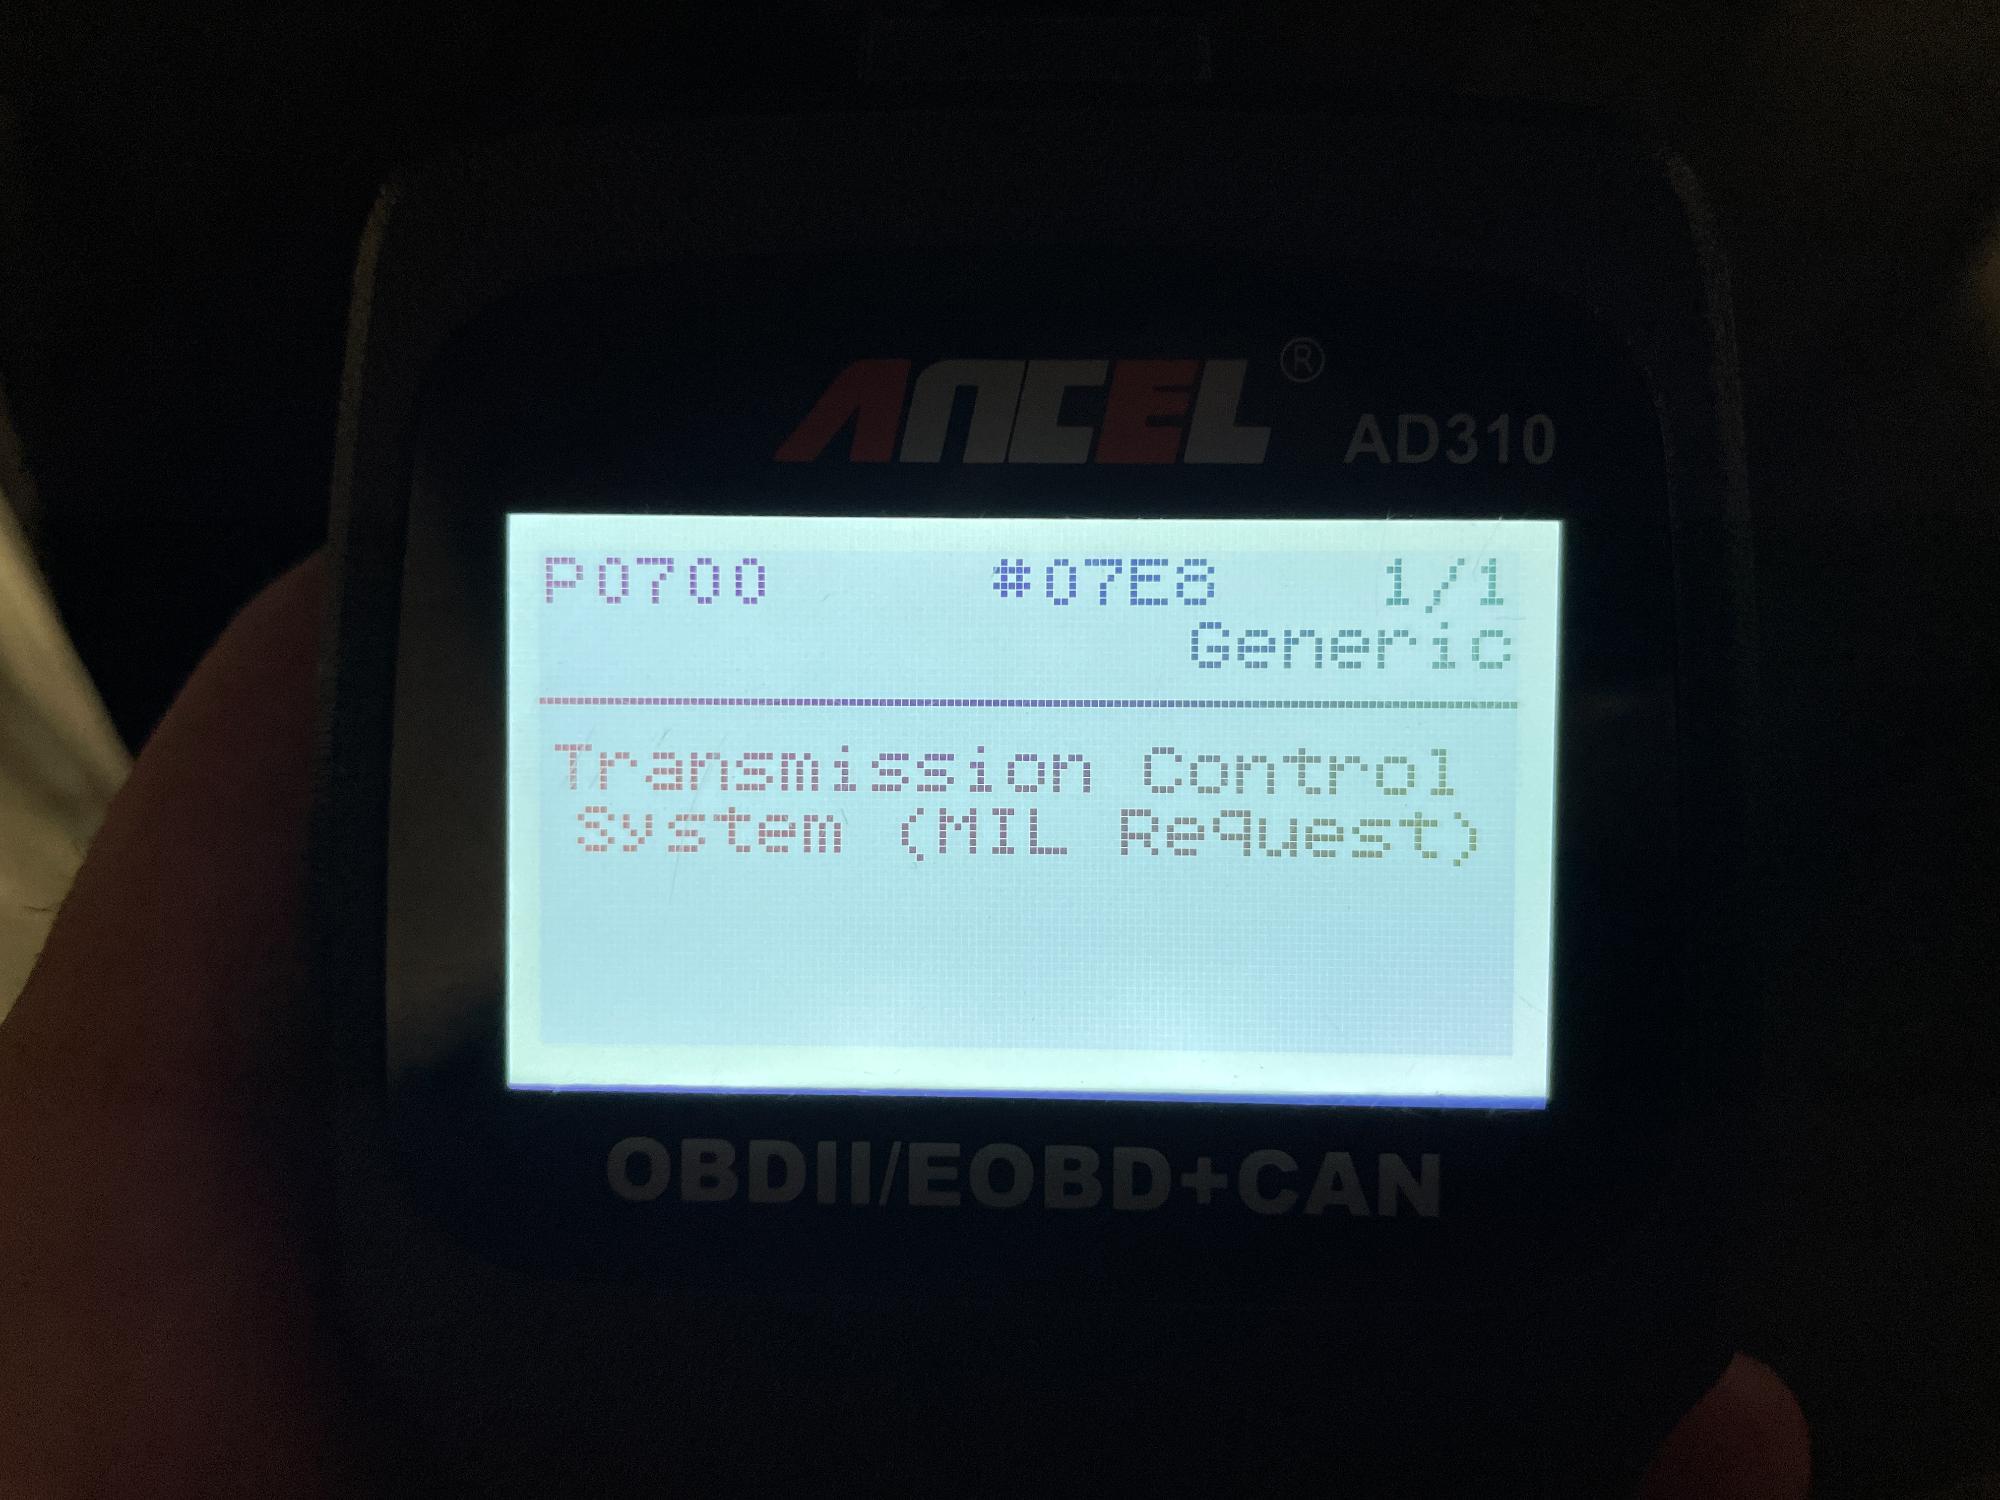 ANCEL® AD310
P0700 #07E8 1/1
Generic
Transmission Control
System (MIL Request)
OBDII/EOBD+CAN